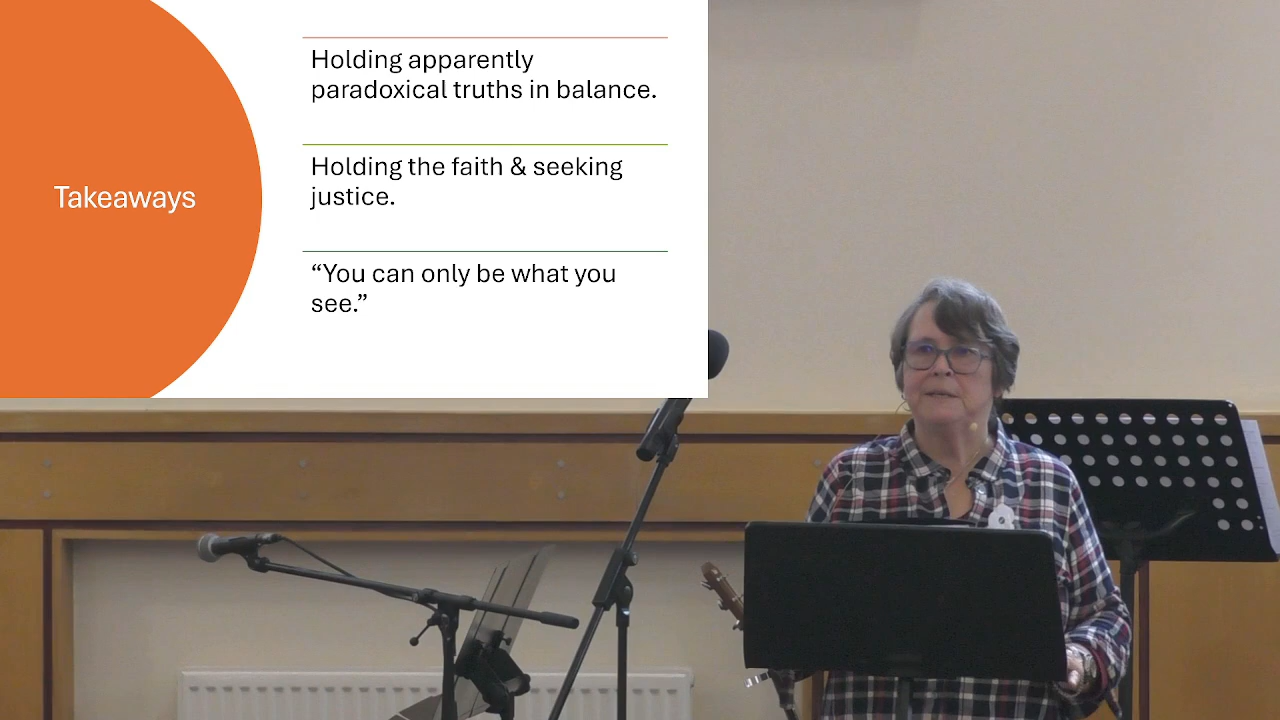 Takeaways
Holding apparently
paradoxical truths in balance.
Holding the faith & seeking
justice.
“You can only be what you
see.”